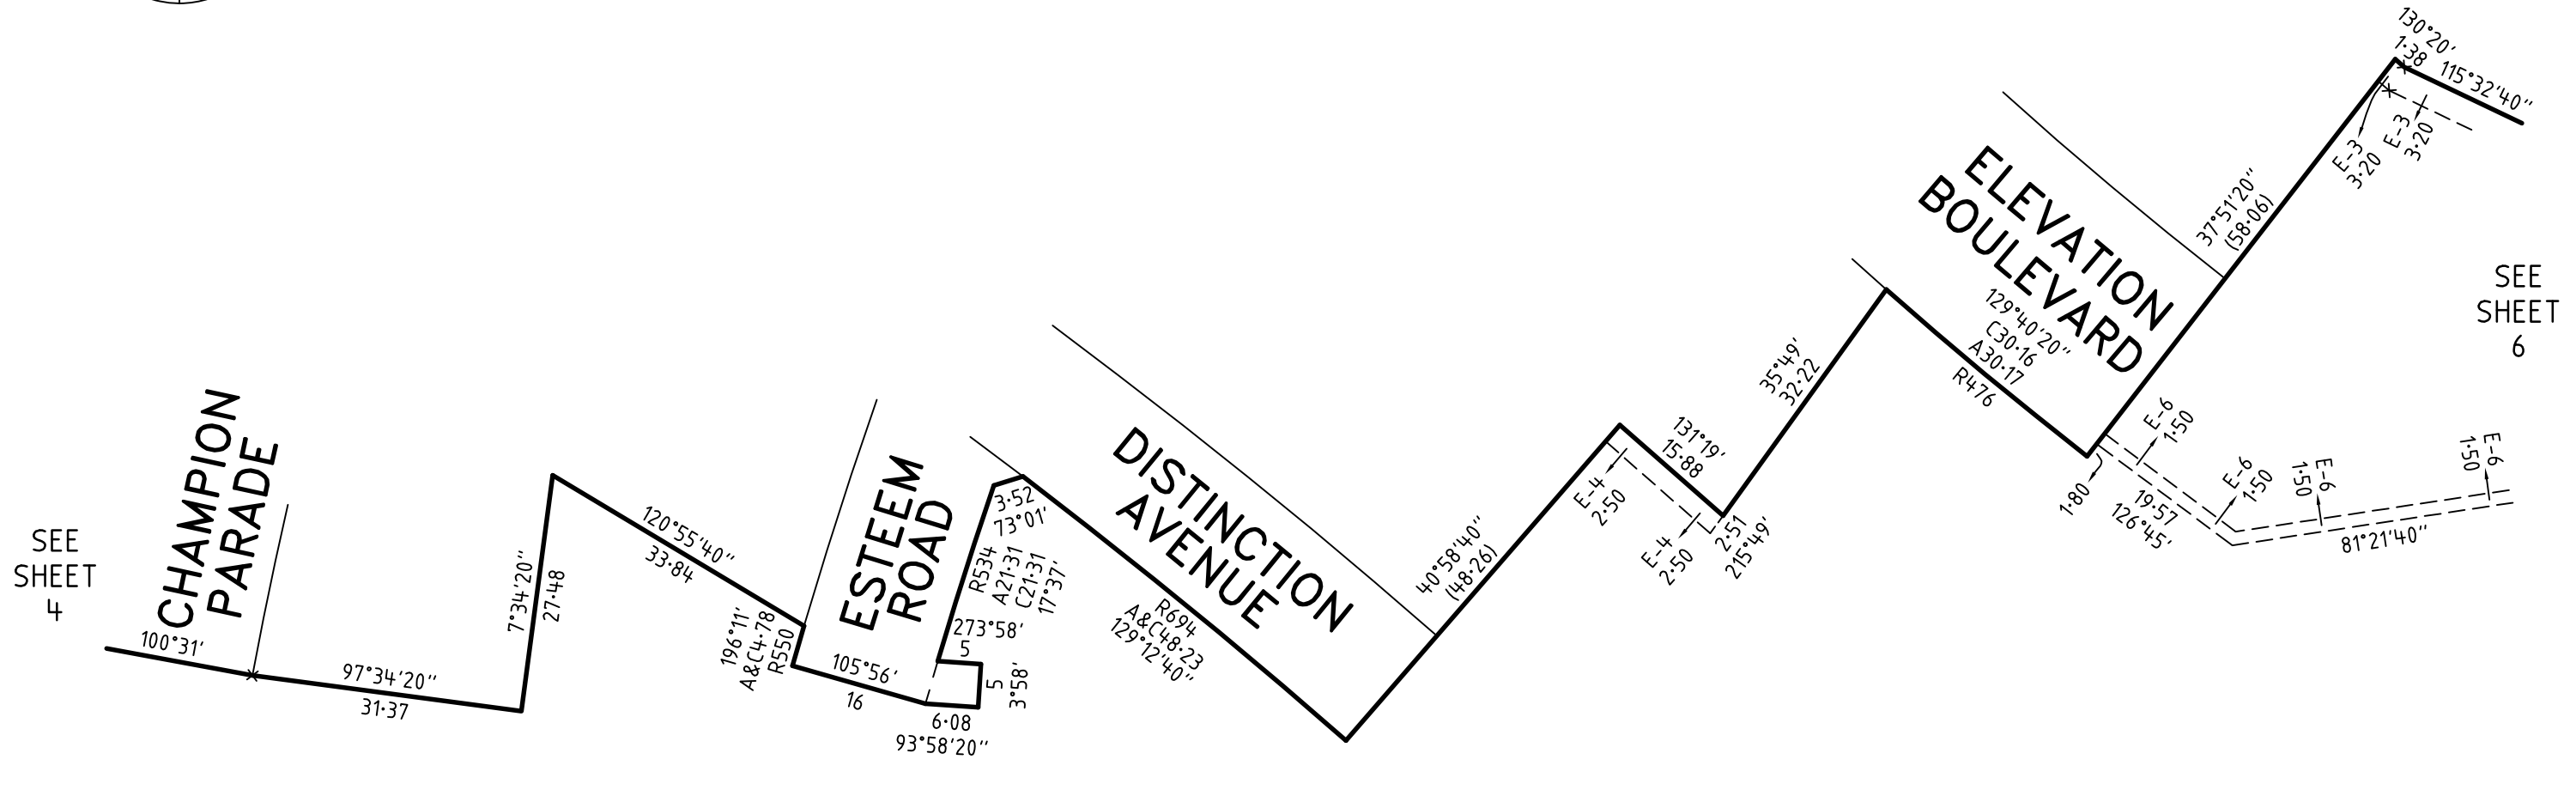 SEE
SHEET
4
CHAMPION
PARADE
100°31'
97°34'20"
31·37
7°34'20"
27·48
120°55'40"
33·84
196°11'
A&C4·78
R550
ESTEEM
ROAD
105°56'
16
6·08
93°58'20"
5
3°58'
273°58'
5
R534
A21·31
C21·31
17°37'
3·52
73°01'
DISTINCTION
AVENUE
R694
A&C48·23
129°12'40"
40°58'40"
(48·26)
E-4
2·50
131°19'
15·88
E-4
2·50
2·51
215°49'
35°49'
32·22
ELEVATION
BOULEVARD
129°40'20"
C30·16
A30·17
R476
37°51'20"
(58·06)
130°20'
1·38
115°32'40"
E-3
3·20
E-3
3·20
1·80
E-6
1·50
19·57
126°45'
E-6
1·50
E-6
1·50
81°21'40"
E-6
1·50
SEE
SHEET
6